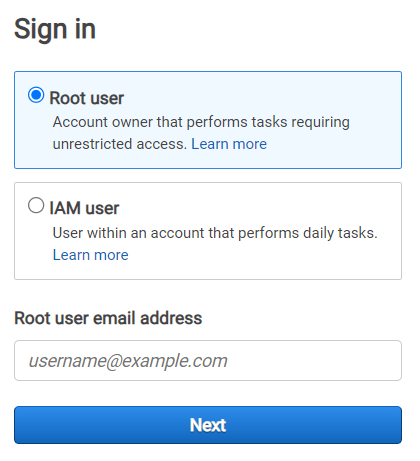 Sign in
Root user
Account owner that performs tasks requiring
unrestricted access. Learn more
IAM user
User within an account that performs daily tasks.
Learn more
Root user email address
username@example.com
Next